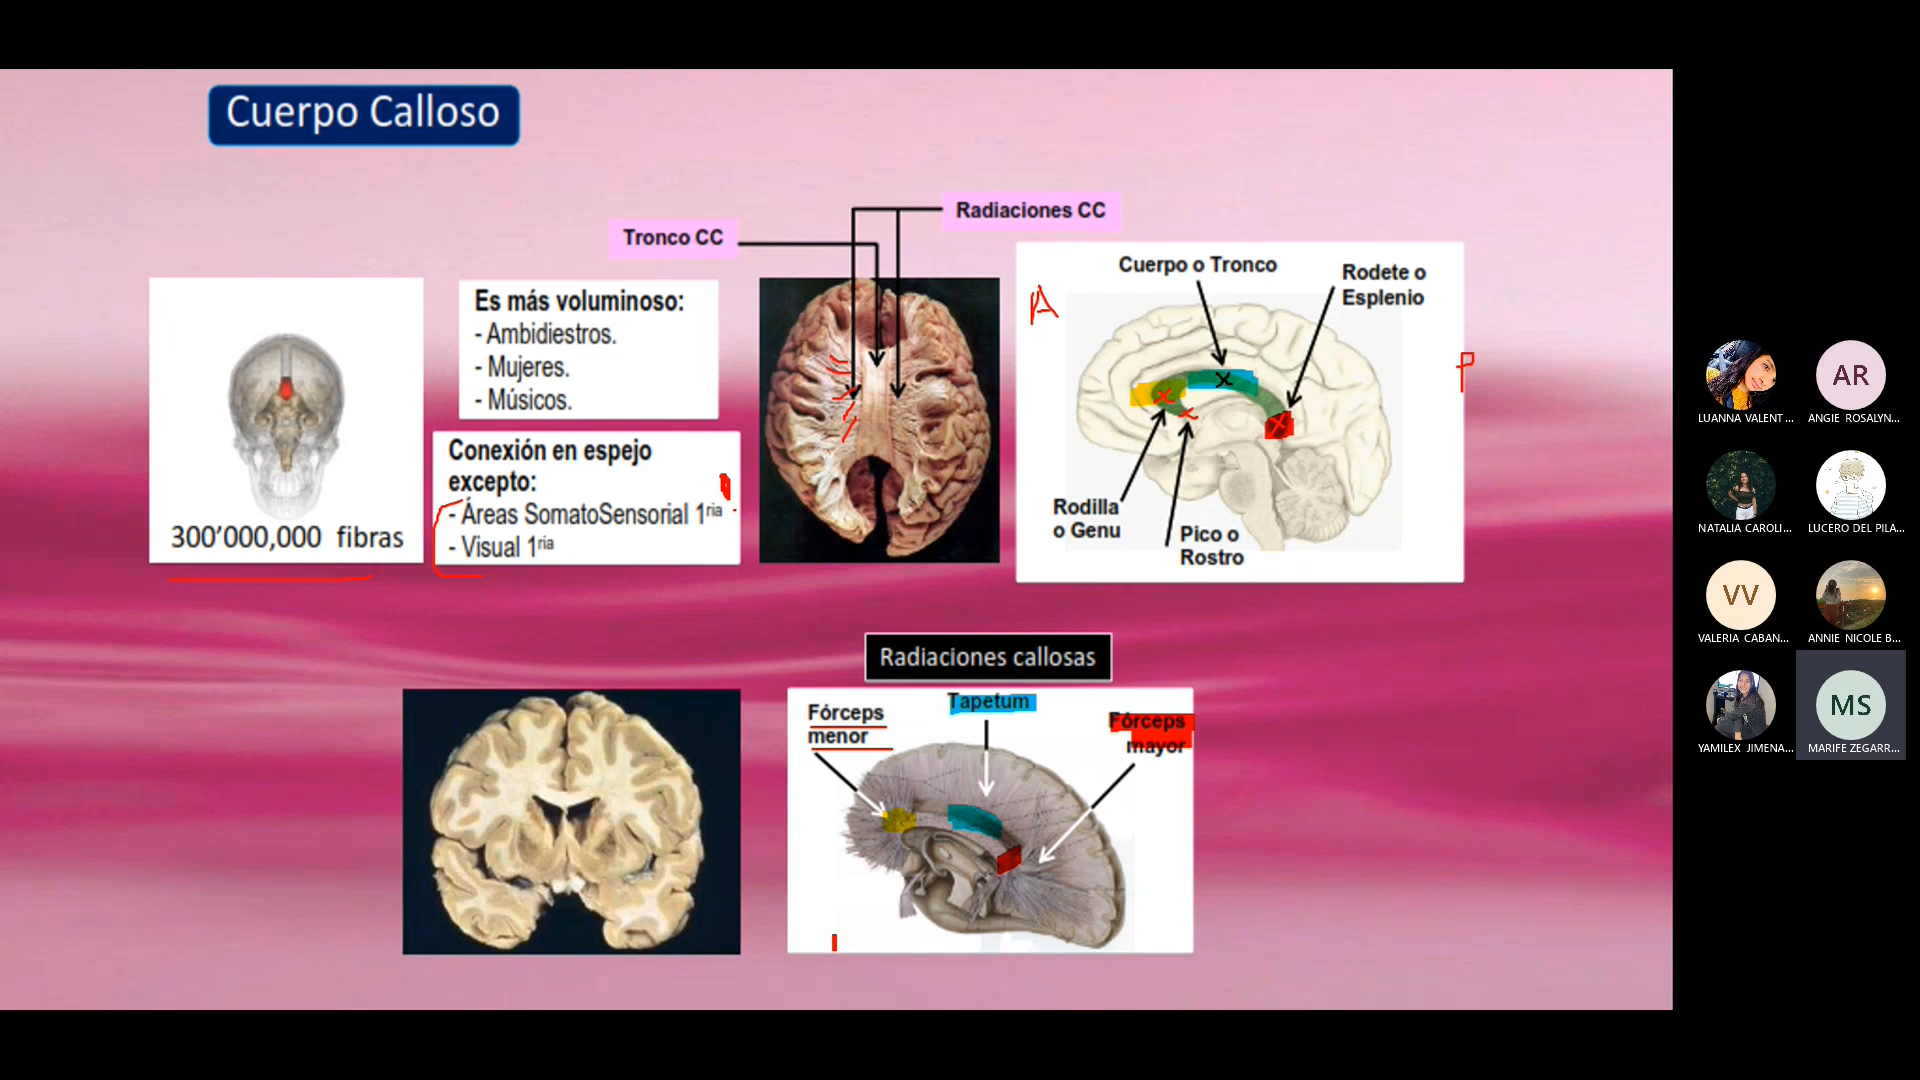 Cuerpo Calloso
Radiaciones CC
Tronco CC
Es más voluminoso:
- Ambidiestros.
- Mujeres.
- Músicos.
Conexión en espejo
excepto:
- Áreas SomatoSensorial 1ria
- Visual 1ria
300’000,000 fibras
A
Cuerpo o Tronco
Rodete o
Esplenio
P
Rodilla
o Genu
Pico o
Rostro
Radiaciones callosas
Fórceps
menor
Tapetum
Fórceps
mayor
LUANNA VALENT...
AR
ANGIE ROSALYN...
NATALIA CAROLI...
LUCERO DEL PILA...
VV
VALERIA CABAN...
ANNIE NICOLE B...
YAMILEX JIMENA...
MS
MARIFE ZEGARR...